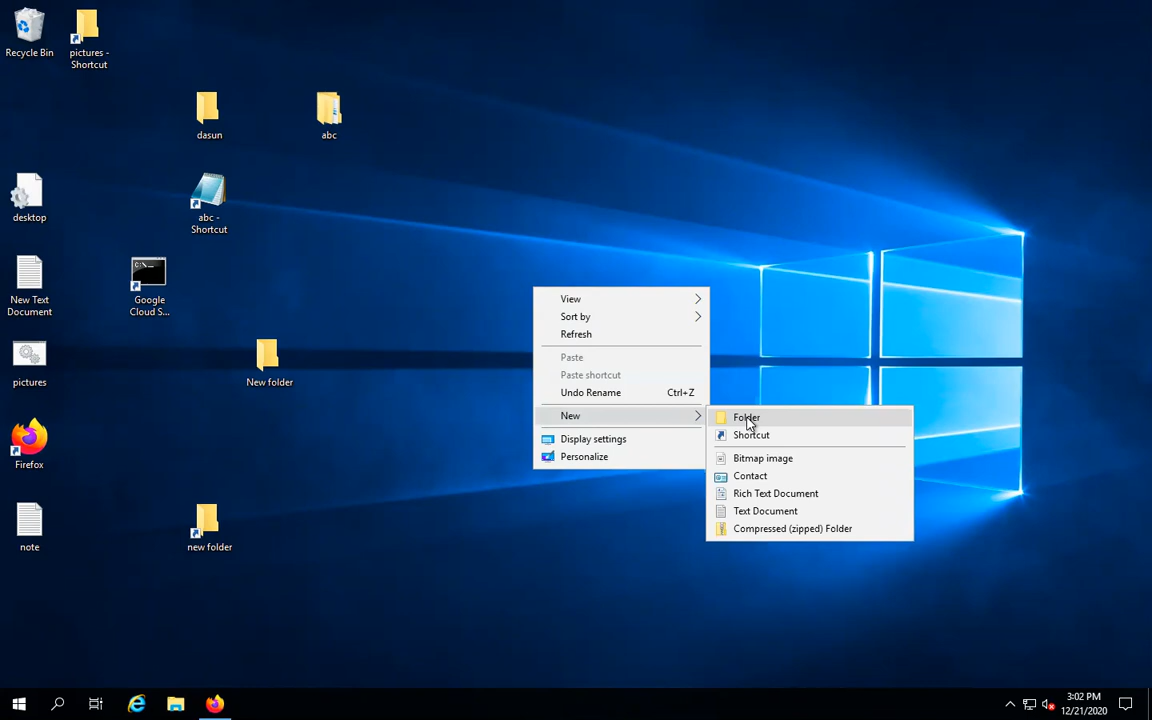 Recycle Bin
pictures -
Shortcut
dasun
abc
desktop
abc -
Shortcut
New Text
Document
C:\_
Google
Cloud S...
pictures
New folder
Firefox
note
new folder
View
Sort by
Refresh
Paste
Paste shortcut
Undo Rename Ctrl+Z
New
Display settings
Personalize
Folder
Shortcut
Bitmap image
Contact
Rich Text Document
Text Document
Compressed (zipped) Folder
3:02 PM
12/21/2020